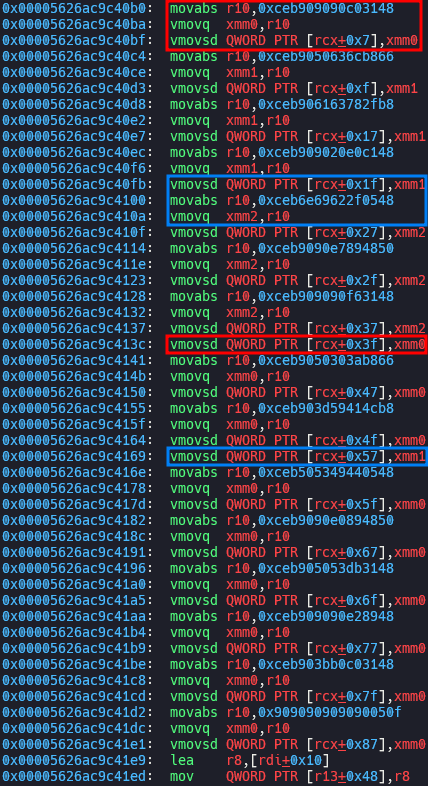 0x00005626ac9c40b0: movabs r10,0xceb909090c03148
0x00005626ac9c40ba: vmovq xmm0,r10
0x00005626ac9c40bf: vmovsd QWORD PTR [rcx+0x7],xmm0
0x00005626ac9c40c4: movabs r10,0xceb9050636cb866
0x00005626ac9c40ce: vmovq xmm1,r10
0x00005626ac9c40d3: vmovsd QWORD PTR [rcx+0xf],xmm1
0x00005626ac9c40d8: movabs r10,0xceb906163782fb8
0x00005626ac9c40e2: vmovq xmm1,r10
0x00005626ac9c40e7: vmovsd QWORD PTR [rcx+0x17],xmm1
0x00005626ac9c40ec: movabs r10,0xceb909020e0c148
0x00005626ac9c40f6: vmovq xmm1,r10
0x00005626ac9c40fb: vmovsd QWORD PTR [rcx+0x1f],xmm1
0x00005626ac9c4100: movabs r10,0xceb6e69622f0548
0x00005626ac9c410a: vmovq xmm2,r10
0x00005626ac9c410f: vmovsd QWORD PTR [rcx+0x27],xmm2
0x00005626ac9c4114: movabs r10,0xceb9090e7894850
0x00005626ac9c411e: vmovq xmm2,r10
0x00005626ac9c4123: vmovsd QWORD PTR [rcx+0x2f],xmm2
0x00005626ac9c4128: movabs r10,0xceb909090f63148
0x00005626ac9c4132: vmovq xmm2,r10
0x00005626ac9c4137: vmovsd QWORD PTR [rcx+0x37],xmm2
0x00005626ac9c413c: vmovsd QWORD PTR [rcx+0x3f],xmm0
0x00005626ac9c4141: movabs r10,0xceb9050303ab866
0x00005626ac9c414b: vmovq xmm0,r10
0x00005626ac9c4150: vmovsd QWORD PTR [rcx+0x47],xmm0
0x00005626ac9c4155: movabs r10,0xceb903d59414cb8
0x00005626ac9c415f: vmovq xmm0,r10
0x00005626ac9c4164: vmovsd QWORD PTR [rcx+0x4f],xmm0
0x00005626ac9c4169: vmovsd QWORD PTR [rcx+0x57],xmm1
0x00005626ac9c416e: movabs r10,0xceb505349440548
0x00005626ac9c4178: vmovq xmm0,r10
0x00005626ac9c417d: vmovsd QWORD PTR [rcx+0x5f],xmm0
0x00005626ac9c4182: movabs r10,0xceb9090e0894850
0x00005626ac9c418c: vmovq xmm0,r10
0x00005626ac9c4191: vmovsd QWORD PTR [rcx+0x67],xmm0
0x00005626ac9c4196: movabs r10,0xceb905053db3148
0x00005626ac9c41a0: vmovq xmm0,r10
0x00005626ac9c41a5: vmovsd QWORD PTR [rcx+0x6f],xmm0
0x00005626ac9c41aa: movabs r10,0xceb909090e28948
0x00005626ac9c41b4: vmovq xmm0,r10
0x00005626ac9c41b9: vmovsd QWORD PTR [rcx+0x77],xmm0
0x00005626ac9c41be: movabs r10,0xceb903bb0c03148
0x00005626ac9c41c8: vmovq xmm0,r10
0x00005626ac9c41cd: vmovsd QWORD PTR [rcx+0x7f],xmm0
0x00005626ac9c41d2: movabs r10,0x909090909090050f
0x00005626ac9c41dc: vmovq xmm0,r10
0x00005626ac9c41e1: vmovsd QWORD PTR [rcx+0x87],xmm0
0x00005626ac9c41e9: lea r8,[rdi+0x10]
0x00005626ac9c41ed: mov QWORD PTR [r13+0x48],r8